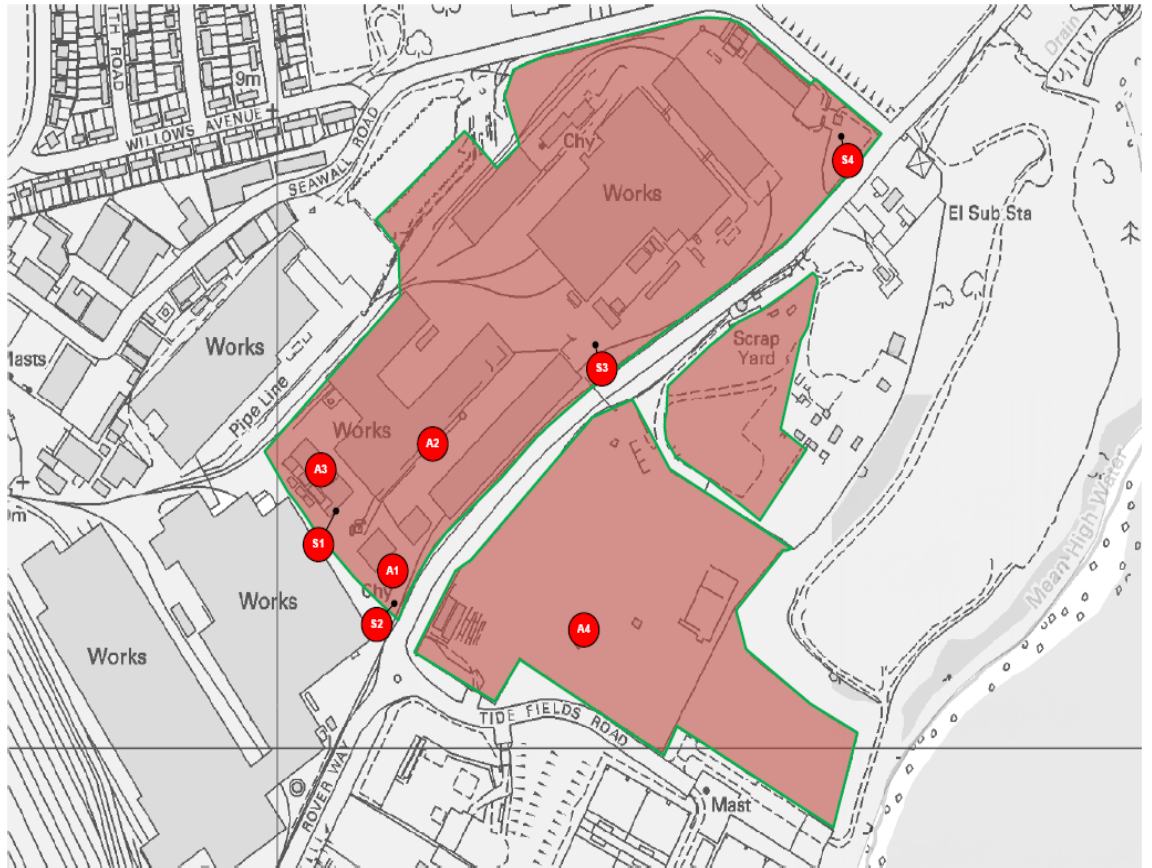 TH ROAD
9m
WILLOWS AVENUE
SEAWALL ROAD
Drain
Chy
Works
S4
El Sub Sta
Works
Masts
Pipe Line
Scrap
Yard
S3
Works
A2
A3
S1
A1
Chy
S2
Works
Works
A4
Mean High Water
TIDE FIELDS ROAD
ROVER WAY
Mast